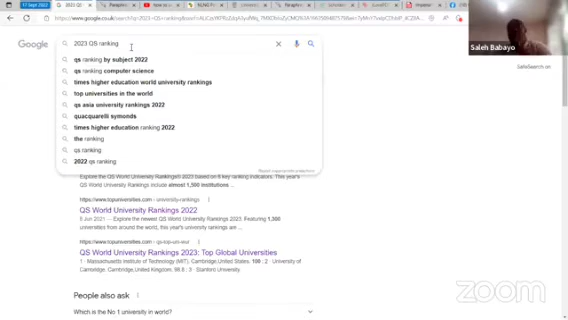 17 Sept 2022
2023 QS
Google
2023 QS ranking
Saleh Babayo
SafeSearch on
qs ranking by subject 2022
qs ranking computer science
times higher education world university rankings
top universities in the world
qs asia university rankings 2022
quacquarelli symonds
times higher education ranking 2022
the ranking
qs ranking
2022 qs ranking
Explore the QS World University Rankings® 2023 based on 6 key ranking indicators. This year's
QS World University Rankings include almost 1,500 institutions ...
https://www.topuniversities.com › university-rankings
QS World University Rankings 2022
8 Jun 2021 — Explore the newest QS World University Rankings® 2022. Featuring 1,300
universities from around the world, this year's university rankings are ...
https://www.topuniversities.com
QS World University Rankings 2023: Top Global Universities
1 · Massachusetts Institute of Technology (MIT), Cambridge,United States. 100 ; 2 · University of
Cambridge, Cambridge,United Kingdom. 98.8 ; 3 · Stanford University
People also ask
Which is the No 1 university in world?
zoom